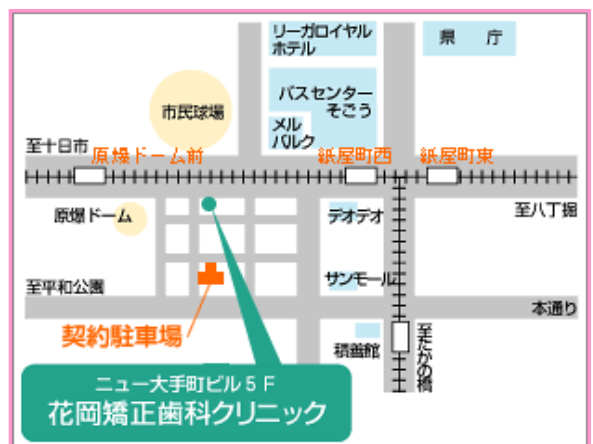 リーガロイヤル
ホテル
県 庁
バスセンター
そごう
市民球場
メル
パルク
至十日市
原爆ドーム前
紙屋町西
紙屋町東
原爆ドーム
デオデオ
至八丁堀
至平和公園
サンモール
本通り
契約駐車場
積善館
至たかの橋
ニュー大手町ビル5F
花岡矯正歯科クリニック